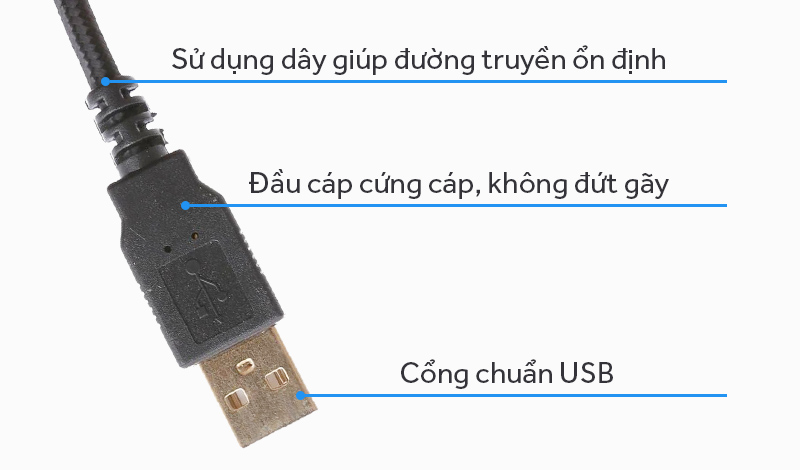 Sử dụng dây giúp đường truyền ổn định
Đầu cáp cứng cáp, không đứt gãy
Cổng chuẩn USB